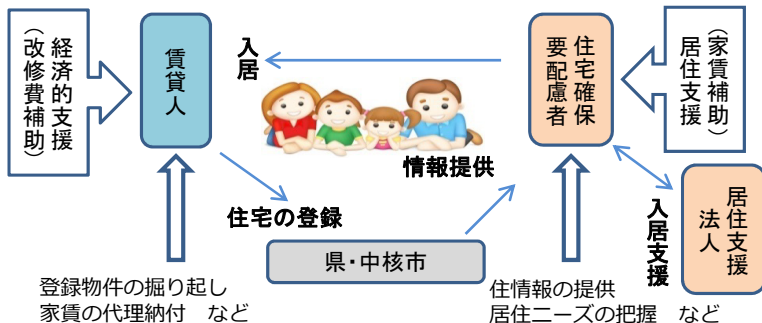 経済的支援
（改修費補助）
賃貸人
入居
住宅確保
要配慮者
（家賃補助）
居住支援
情報提供
住宅の登録
県・中核市
入居支援
居住支援
法人
登録物件の掘り起し
家賃の代理納付　など
住情報の提供
居住ニーズの把握　など